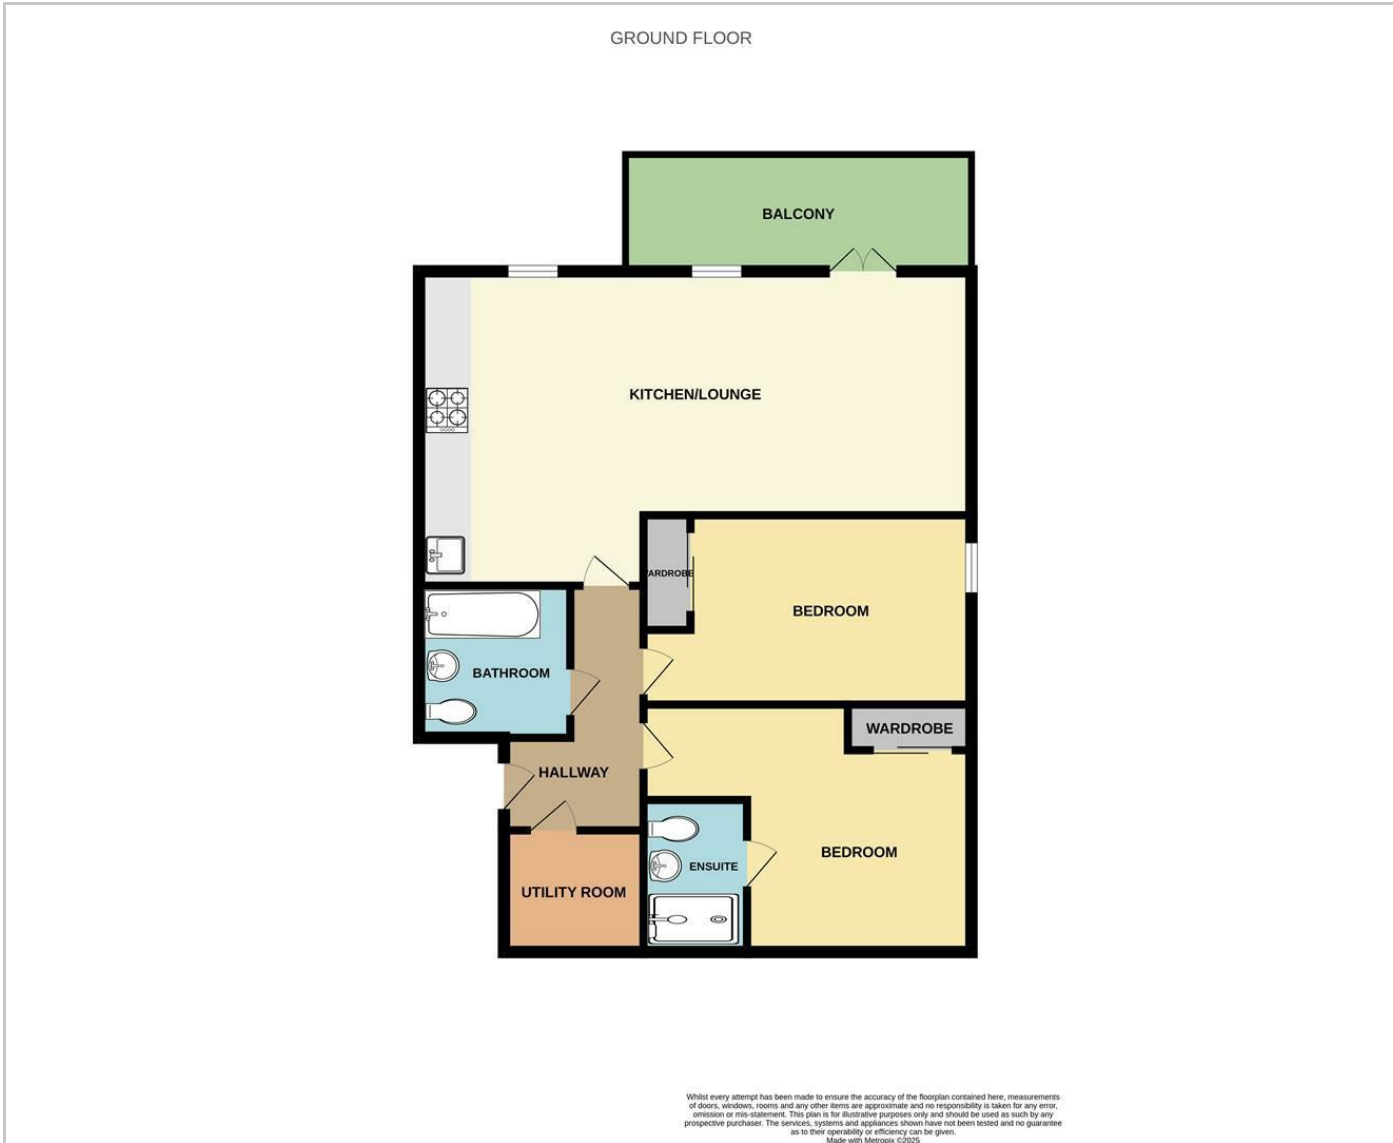 GROUND FLOOR
BALCONY
KITCHEN/LOUNGE
ARDROBE
BEDROOM
BATHROOM
WARDROBE
HALLWAY
BEDROOM
ENSUITE
UTILITY ROOM
Whilst every attempt has been made to ensure the accuracy of the floorplan contained here, measurements
of doors, windows, rooms and any other items are approximate and no responsibility is taken for any error,
omission or mis-statement. This plan is for illustrative purposes only and should be used as such by any
prospective purchaser. The services, systems and appliances shown have not been tested and no guarantee
as to their operability or efficiency can be given.
Made with Metropix ©2025